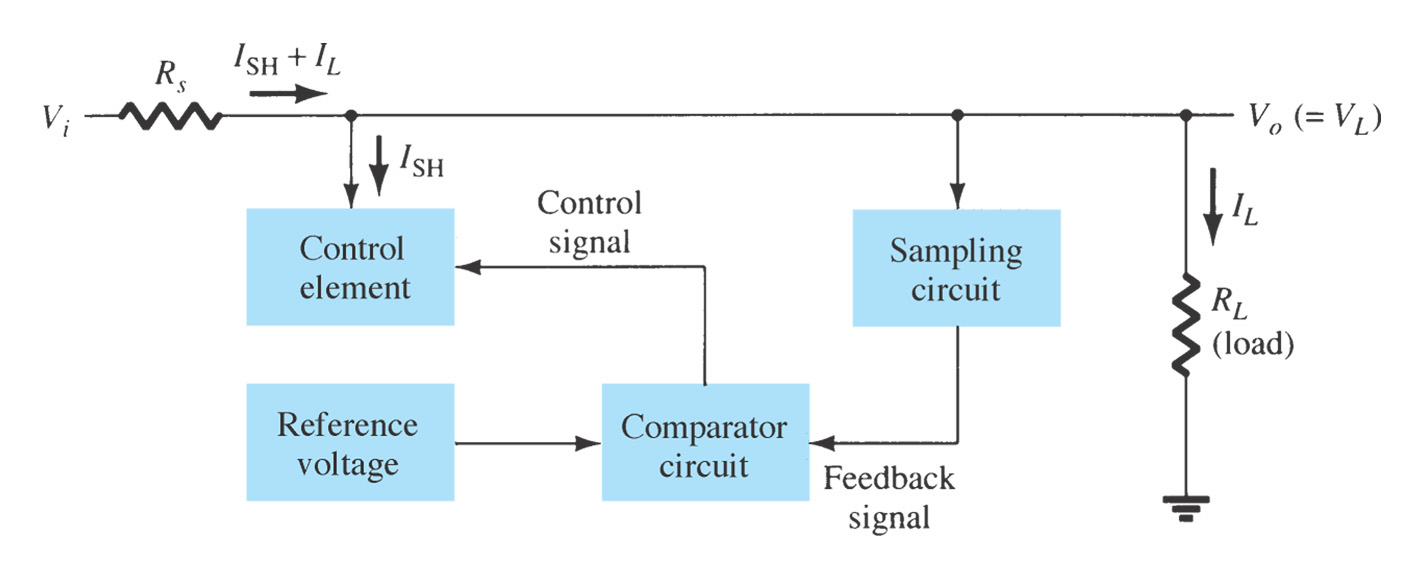 I_SH + I_L
R_s
V_i
V_o (= V_L)
I_SH
Control
signal
I_L
Control
element
Sampling
circuit
R_L
(load)
Reference
voltage
Comparator
circuit
Feedback
signal